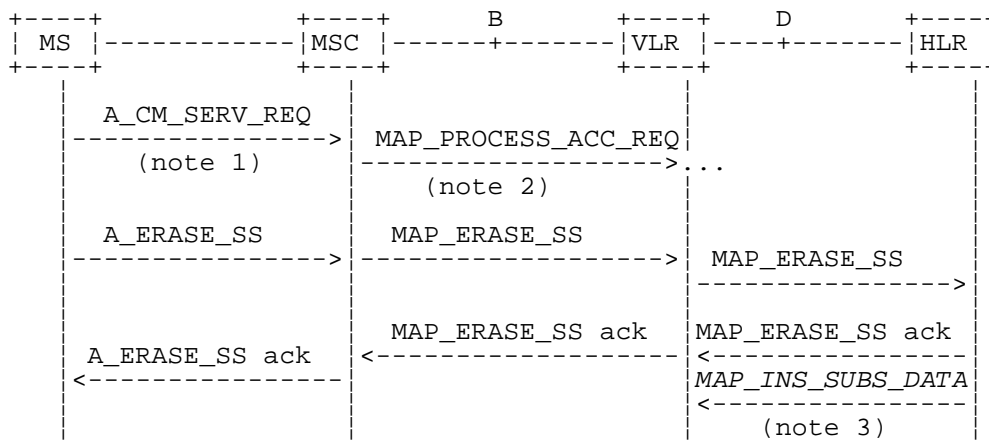 B D
MS MSC VLR HLR
A_CM_SERV_REQ
MAP_PROCESS_ACC_REQ
(note 1) ...
(note 2)
A_ERASE_SS MAP_ERASE_SS
MAP_ERASE_SS
MAP_ERASE_SS ack MAP_ERASE_SS ack
A_ERASE_SS ack
MAP_INS_SUBS_DATA
(note 3)